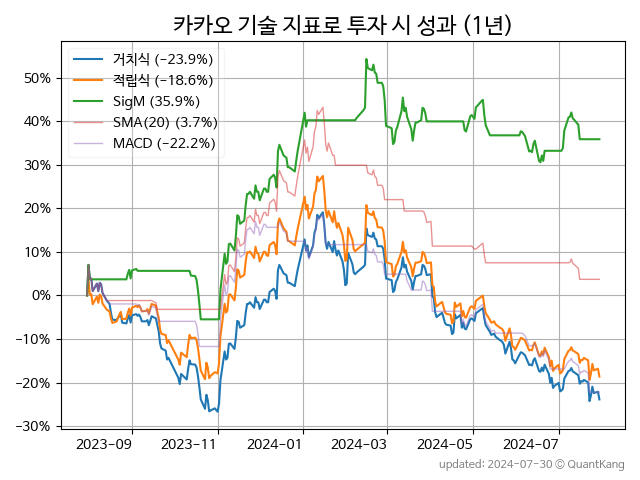 카카오 기술 지표로 투자 시 성과 (1년)
거치식 (−23.9%)
적립식 (−18.6%)
SigM (35.9%)
SMA(20) (3.7%)
MACD (−22.2%)
50%
40%
30%
20%
10%
0%
−10%
−20%
−30%
2023-09 2023-11 2024-01 2024-03 2024-05 2024-07
updated: 2024-07-30 © QuantKang